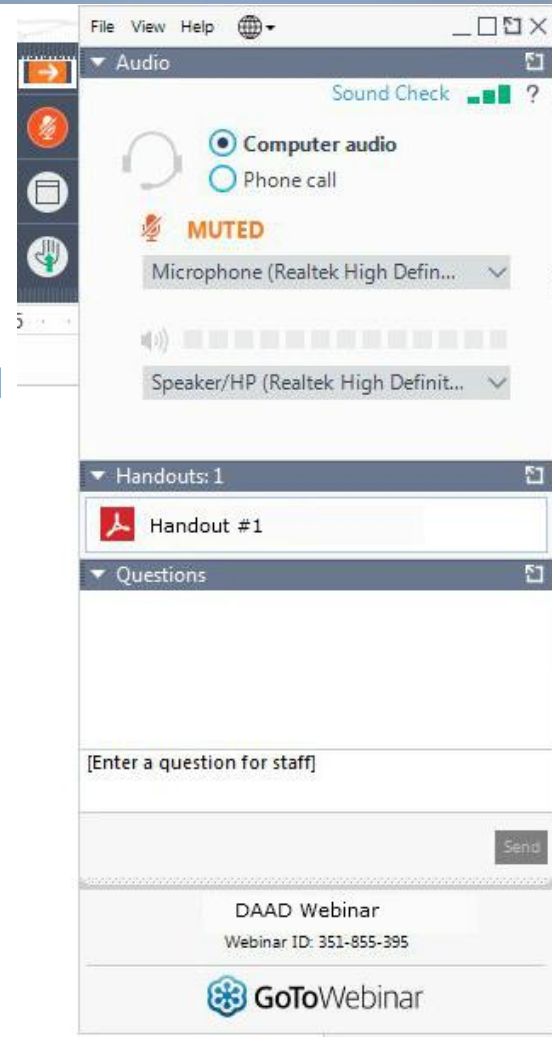 File View Help
Audio
Sound Check ?
Computer audio
Phone call
MUTED
Microphone (Realtek High Defin...
5
Speaker/HP (Realtek High Definit...
Handouts: 1
Handout #1
Questions
[Enter a question for staff]
Send
DAAD Webinar
Webinar ID: 351-855-395
GoToWebinar